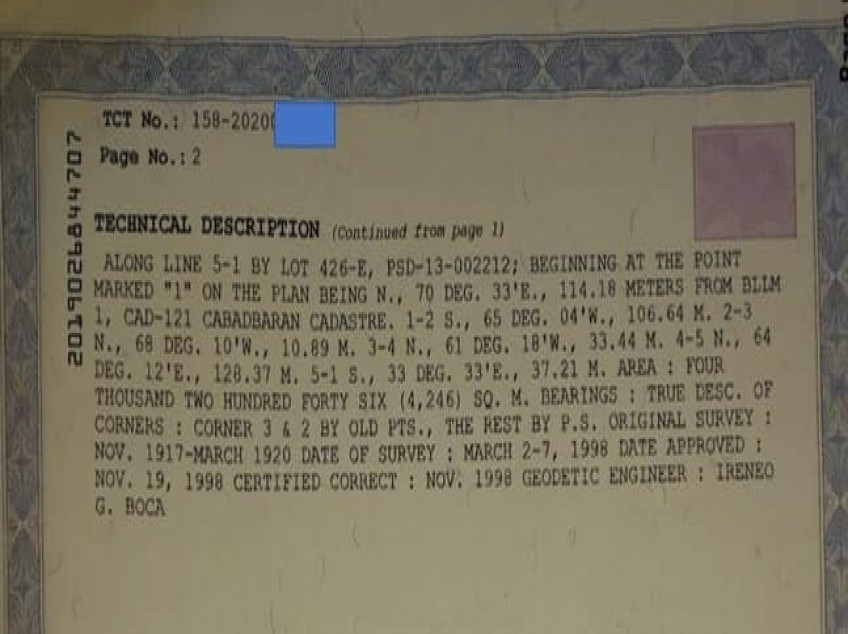 TCT No.: 158-2020
Page No.: 2
2019026844707
TECHNICAL DESCRIPTION (Continued from page 1)
ALONG LINE 5-1 BY LOT 426-E, PSD-13-002212; BEGINNING AT THE POINT
MARKED "1" ON THE PLAN BEING N., 70 DEG. 33'E., 114.18 METERS FROM BLLM
1, CAD-121 CABADBARAN CADASTRE. 1-2 S., 65 DEG. 04'W., 106.64 M. 2-3
N., 68 DEG. 10'W., 10.89 M. 3-4 N., 61 DEG. 18'W., 33.44 M. 4-5 N., 64
DEG. 12'E., 128.37 M. 5-1 S., 33 DEG. 33'E., 37.21 M. AREA : FOUR
THOUSAND TWO HUNDRED FORTY SIX (4,246) SQ. M. BEARINGS : TRUE DESC. OF
CORNERS : CORNER 3 & 2 BY OLD PTS., THE REST BY P.S. ORIGINAL SURVEY :
NOV. 1917-MARCH 1920 DATE OF SURVEY : MARCH 2-7, 1998 DATE APPROVED :
NOV. 19, 1998 CERTIFIED CORRECT : NOV. 1998 GEODETIC ENGINEER : IRENEO
G. BOCA